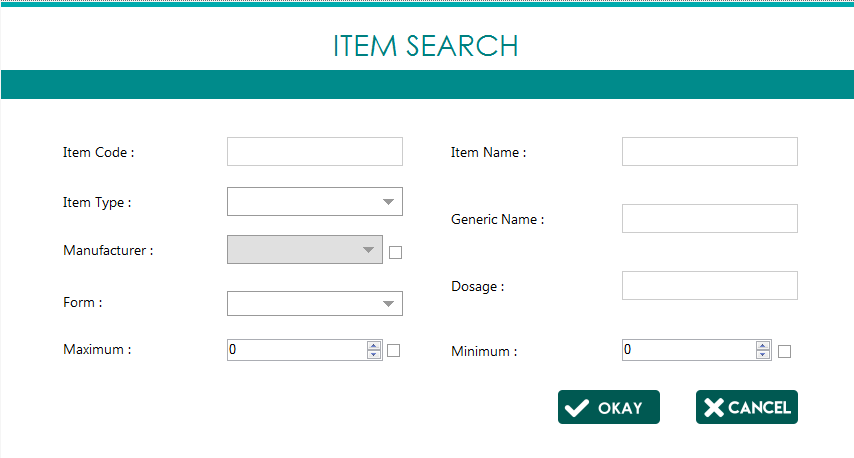 ITEM SEARCH
Item Code :
Item Name :
Item Type :
Generic Name :
Manufacturer :
Dosage :
Form :
Maximum :
0
Minimum :
0
OKAY
CANCEL